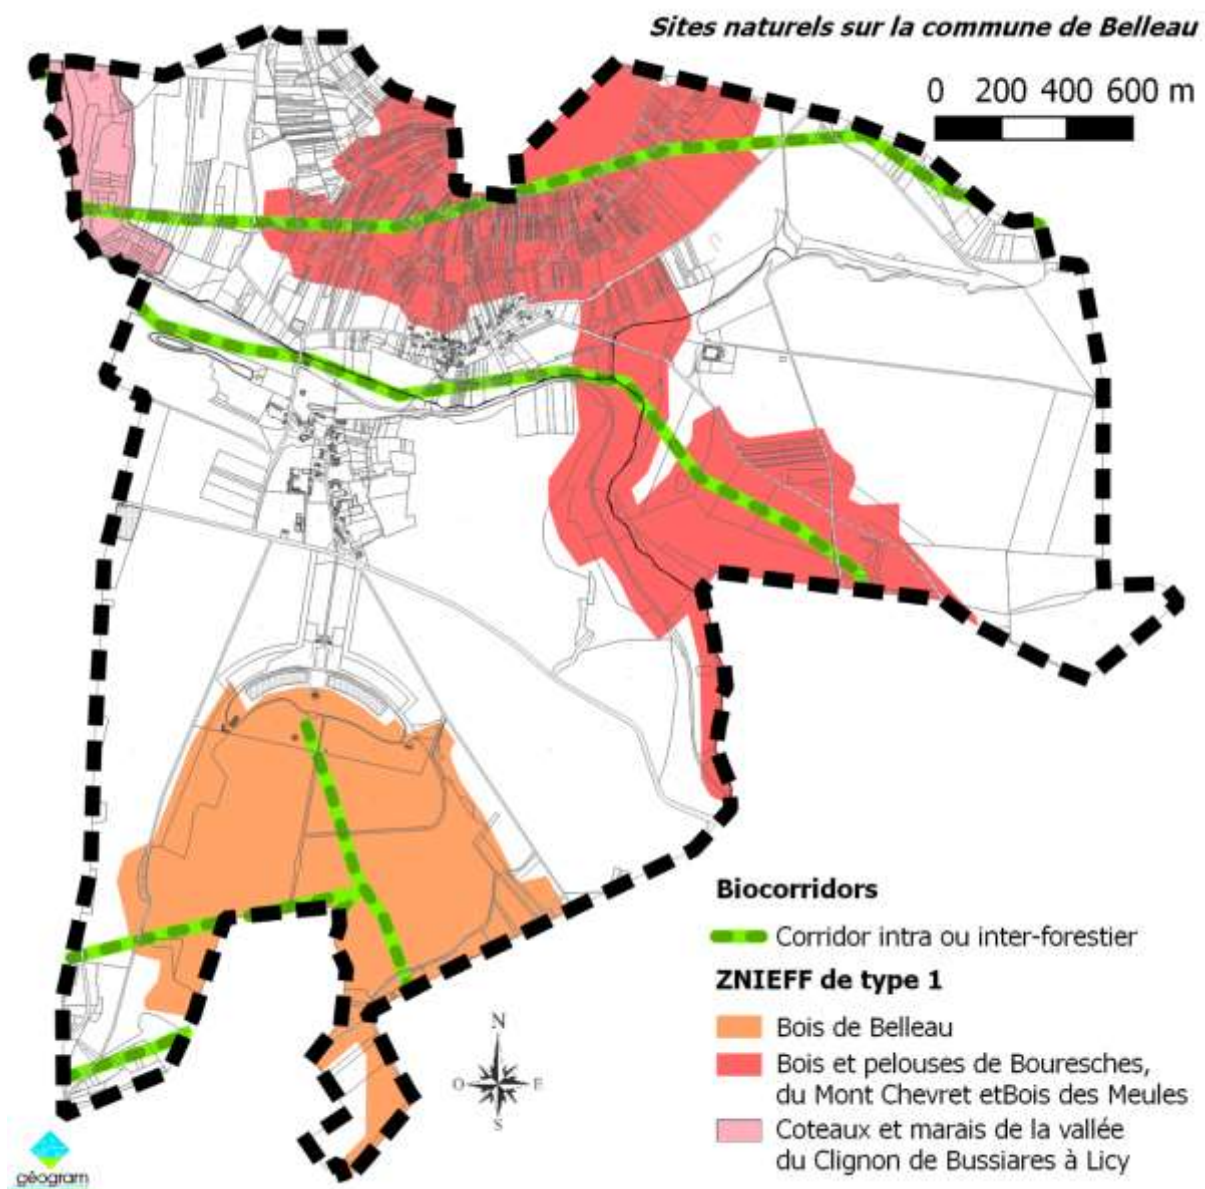 Sites naturels sur la commune de Belleau
0 200 400 600 m
Biocorridors
Corridor intra ou inter-forestier
ZNIEFF de type 1
Bois de Belleau
Bois et pelouses de Bouresches,
du Mont Chevret etBois des Meules
Coteaux et marais de la vallée
du Clignon de Bussiares à Licy
N
O E
S
géogram